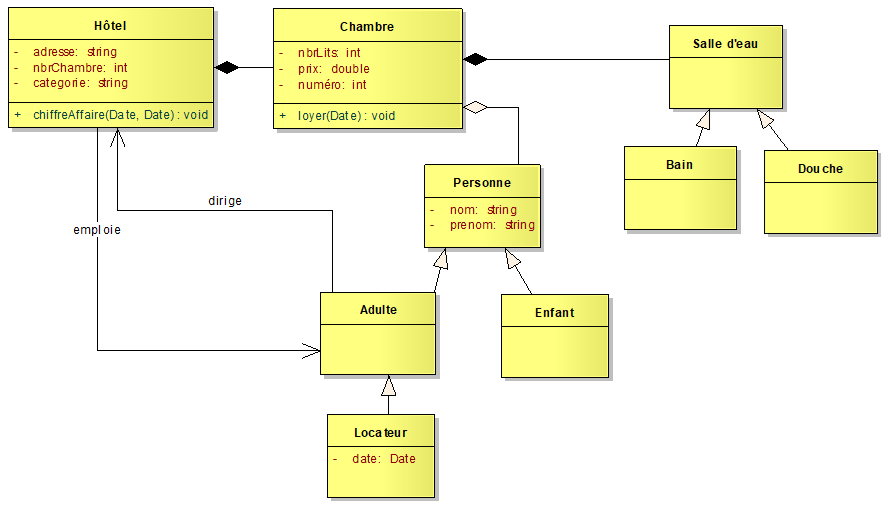 Hôtel
- adresse: string
- nbrChambre: int
- categorie: string
+ chiffreAffaire(Date, Date) : void
Chambre
- nbrLits: int
- prix: double
- numéro: int
+ loyer(Date) : void
Salle d'eau
Bain
Douche
Personne
- nom: string
- prenom: string
dirige
emploie
Adulte
Enfant
Locateur
- date: Date